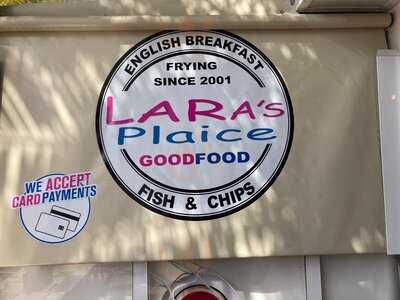 ENGLISH BREAKFAST
FRYING
SINCE 2001
LARA'S
Plaice
GOODFOOD
FISH & CHIPS
WE ACCEPT
CARD PAYMENTS